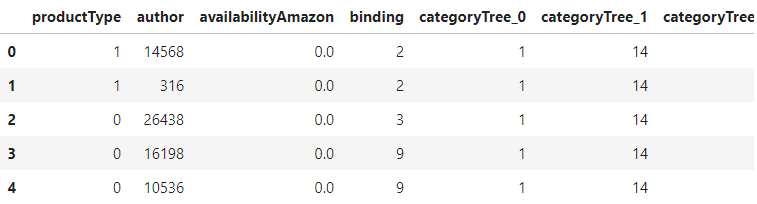 productType author availabilityAmazon binding categoryTree_0 categoryTree_1 categoryTree
0 1 14568 0.0 2 1 14
1 1 316 0.0 2 1 14
2 0 26438 0.0 3 1 14
3 0 16198 0.0 9 1 14
4 0 10536 0.0 9 1 14